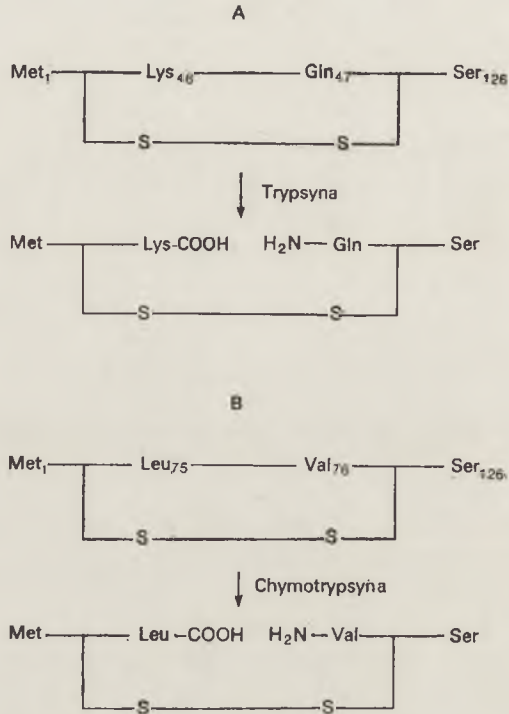 A
Met₁ Lys₄₆ Gln₄₇ Ser₁₂₆
S S
Trypsyna
Met Lys-COOH H₂N—Gln Ser
S S
B
Met₁ Leu₇₅ Val₇₆ Ser₁₂₆
S S
Chymotrypsyna
Met Leu—COOH H₂N—Val Ser
S S